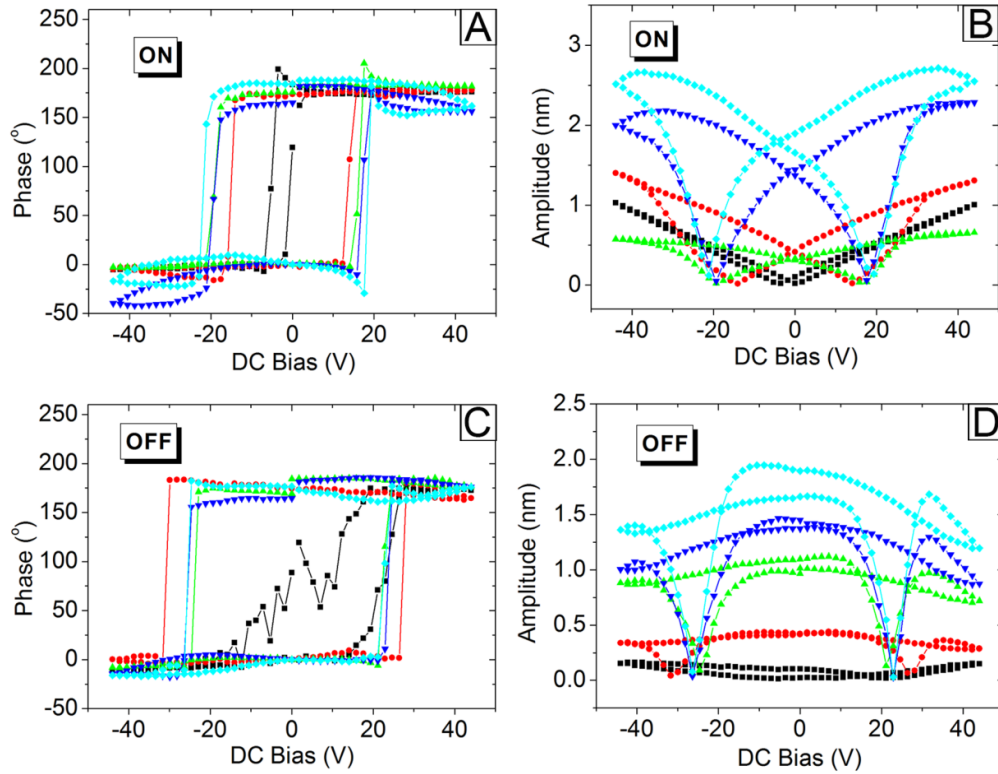 A
ON
Phase (°)
250
200
150
100
50
0
-50
-40 -20 0 20 40
DC Bias (V)
B
ON
Amplitude (nm)
3
2
1
0
-40 -20 0 20 40
DC Bias (V)
C
OFF
Phase (°)
250
200
150
100
50
0
-50
-40 -20 0 20 40
DC Bias (V)
D
OFF
Amplitude (nm)
2.5
2.0
1.5
1.0
0.5
0.0
-40 -20 0 20 40
DC Bias (V)